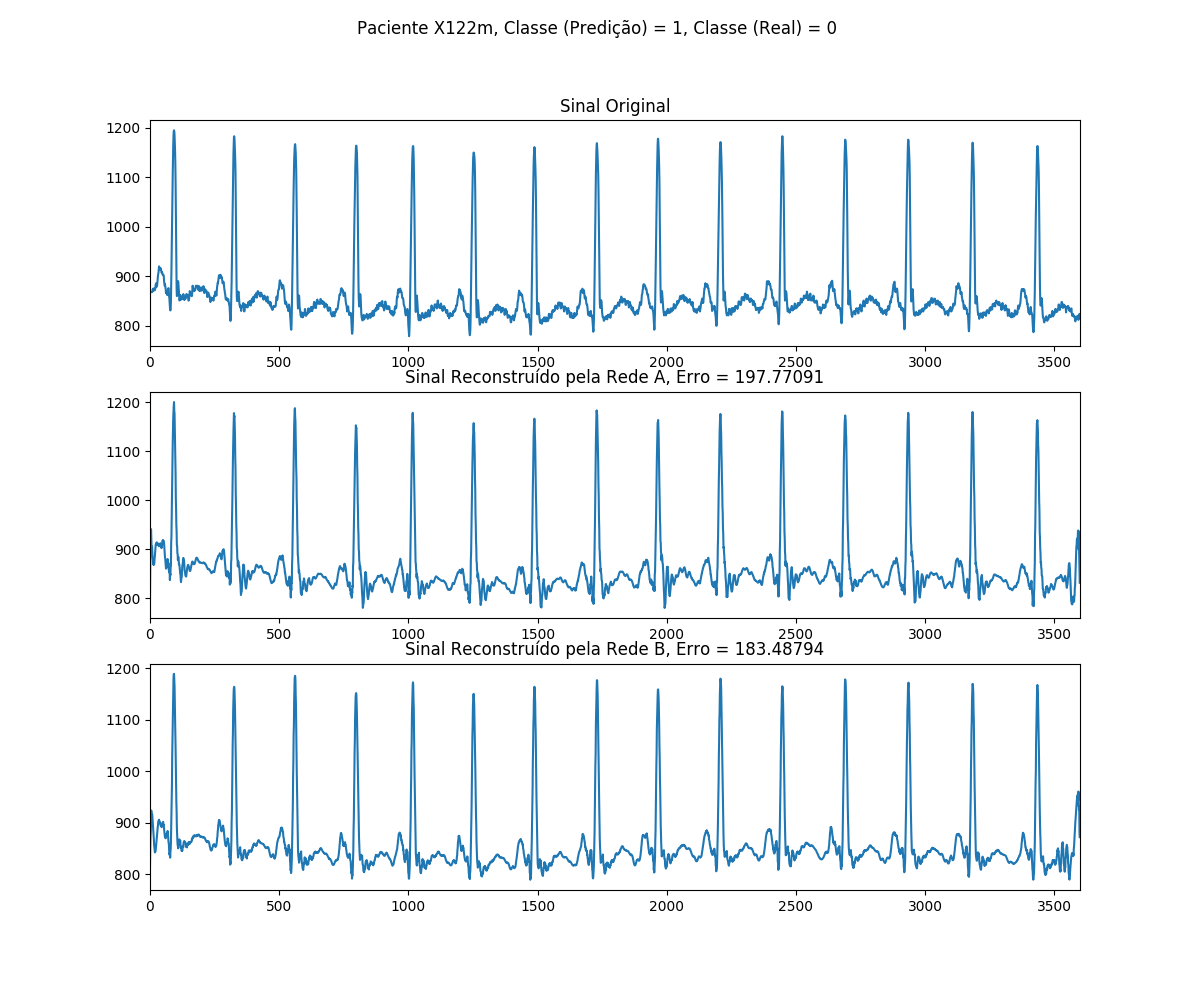 Paciente X122m, Classe (Predição) = 1, Classe (Real) = 0
Sinal Original
1200
1100
1000
900
800
0 500 1000 1500 2000 2500 3000 3500
Sinal Reconstruído pela Rede A, Erro = 197.77091
1200
1100
1000
900
800
0 500 1000 1500 2000 2500 3000 3500
Sinal Reconstruído pela Rede B, Erro = 183.48794
1200
1100
1000
900
800
0 500 1000 1500 2000 2500 3000 3500